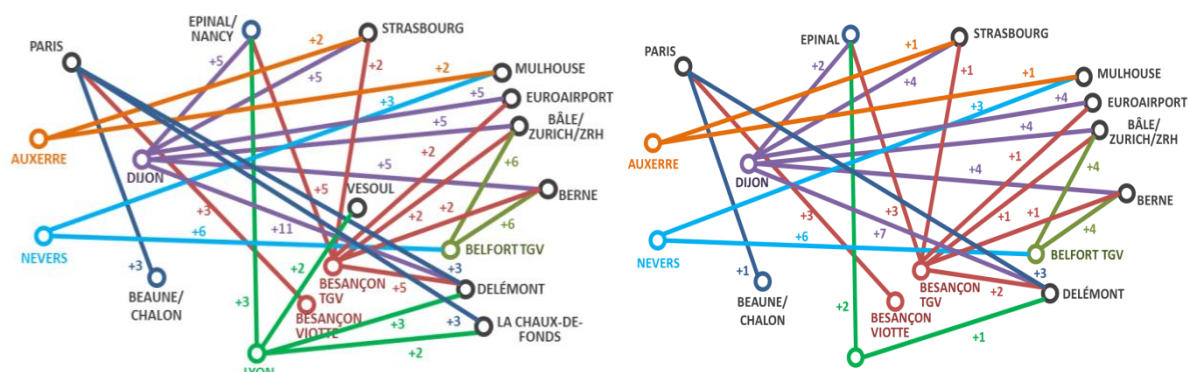 EPINAL/
NANCY
STRASBOURG
PARIS
+2
+5
+5
+2
+2
MULHOUSE
+3
+5
EUROAIRPORT
BÂLE/
ZURICH/ZRH
+5
+2
+6
AUXERRE
DIJON
+5
BERNE
+5
VESOUL
+3
+2
+2
+6
+11
+6
NEVERS
BELFORT TGV
+3
+2
+3
BEAUNE/
CHALON
BESANÇON
TGV
+5
DELÉMONT
+3
BESANÇON
VIOTTE
+3
+3
+2
LA CHAUX-DE-
FONDS
LYON
EPINAL
STRASBOURG
PARIS
+1
+2
+4
+1
+1
MULHOUSE
+3
+4
EUROAIRPORT
BÂLE/
ZURICH/ZRH
+4
+1
+4
AUXERRE
DIJON
+4
BERNE
+3
+3
+1
+1
+4
+7
+6
NEVERS
BELFORT TGV
+1
+3
BEAUNE/
CHALON
BESANÇON
TGV
+2
DELÉMONT
+2
BESANÇON
VIOTTE
+1